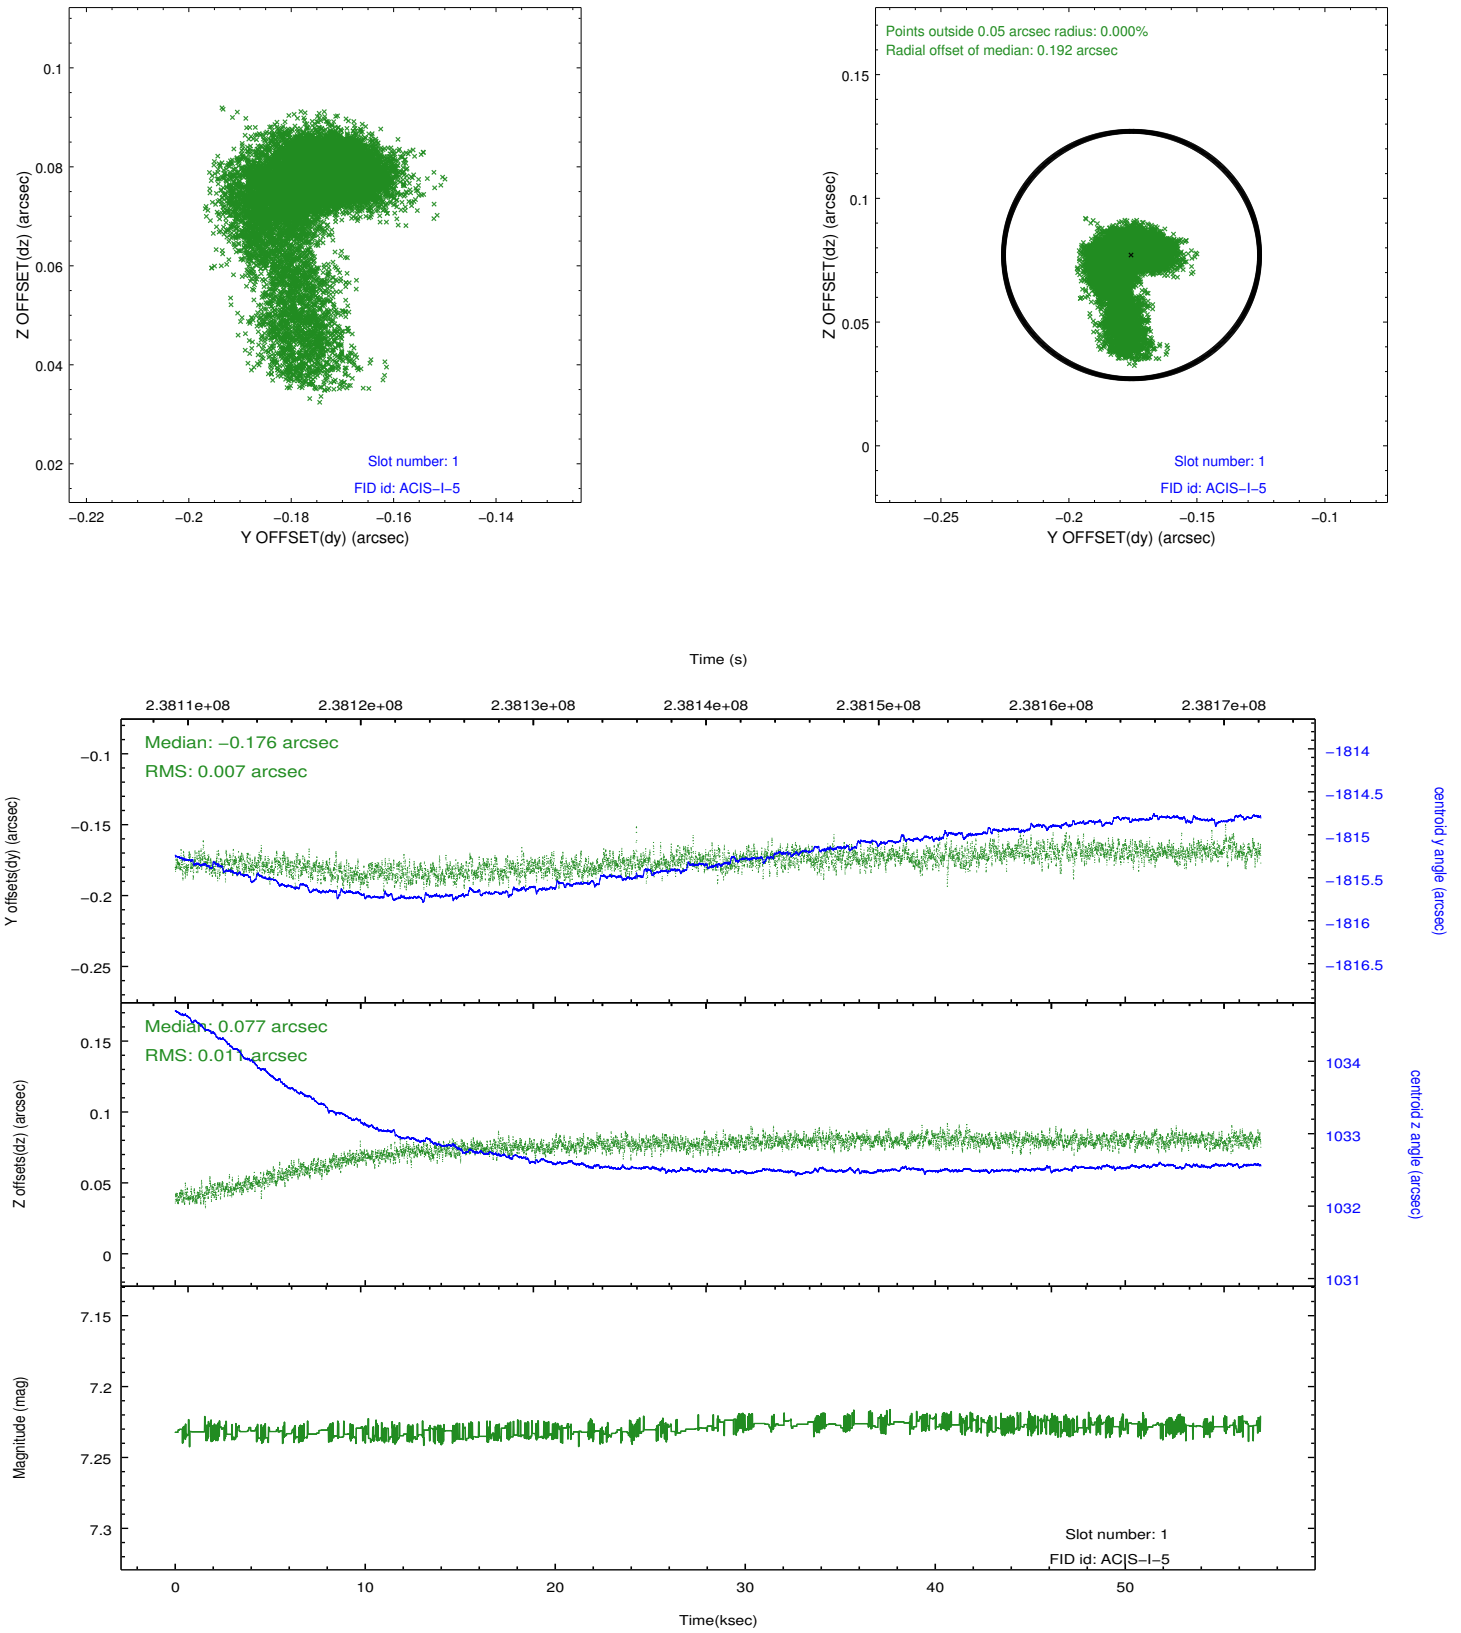 0.1
0.08
0.06
0.04
0.02
Z OFFSET(dz) (arcsec)
Slot number: 1
FID id: ACIS−I−5
−0.22
−0.2
−0.18
−0.16
−0.14
Y OFFSET(dy) (arcsec)
Points outside 0.05 arcsec radius: 0.000%
Radial offset of median: 0.192 arcsec
0.15
0.1
0.05
0
Z OFFSET(dz) (arcsec)
Slot number: 1
FID id: ACIS−I−5
−0.25
−0.2
−0.15
−0.1
Y OFFSET(dy) (arcsec)
Time (s)
2.3811e+08
2.3812e+08
2.3813e+08
2.3814e+08
2.3815e+08
2.3816e+08
2.3817e+08
Median: −0.176 arcsec
RMS: 0.007 arcsec
−0.1
−0.15
−0.2
−0.25
Y offsets(dy) (arcsec)
−1814
−1814.5
−1815
−1815.5
−1816
−1816.5
centroid y angle (arcsec)
Median: 0.077 arcsec
RMS: 0.011 arcsec
0.15
0.1
0.05
0
Z offsets(dz) (arcsec)
1034
1033
1032
1031
centroid z angle (arcsec)
7.15
7.2
7.25
7.3
Magnitude (mag)
Slot number: 1
FID id: ACIS−I−5
0
10
20
30
40
50
Time(ksec)